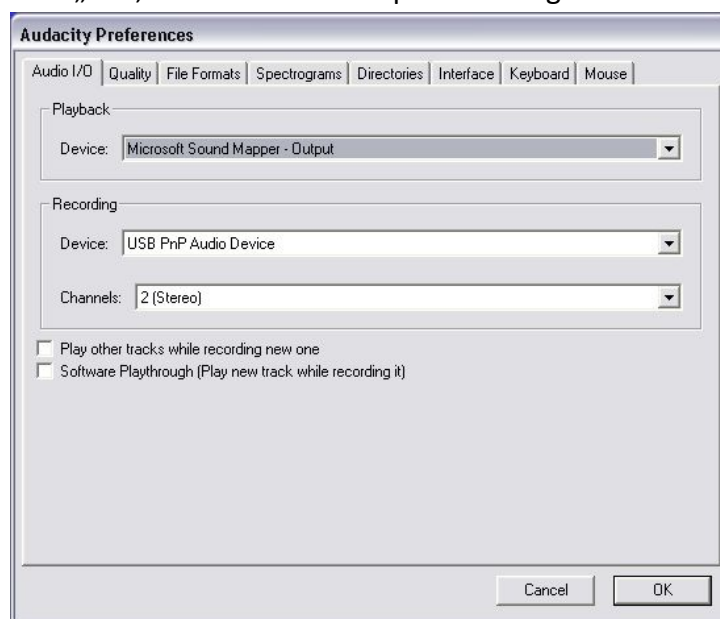 Audacity Preferences
Audio I/O Quality File Formats Spectrograms Directories Interface Keyboard Mouse
Playback
Device: Microsoft Sound Mapper - Output
Recording
Device: USB PnP Audio Device
Channels: 2 (Stereo)
Play other tracks while recording new one
Software Playthrough (Play new track while recording it)
Cancel OK